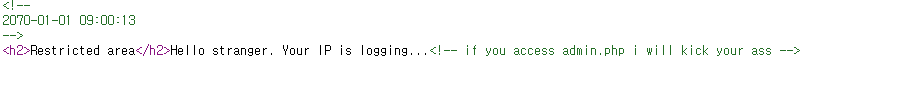 <!--
2070-01-01 09:00:13
-->
<h2>Restricted area</h2>Hello stranger. Your IP is logging...<!-- if you access admin.php i will kick your ass -->